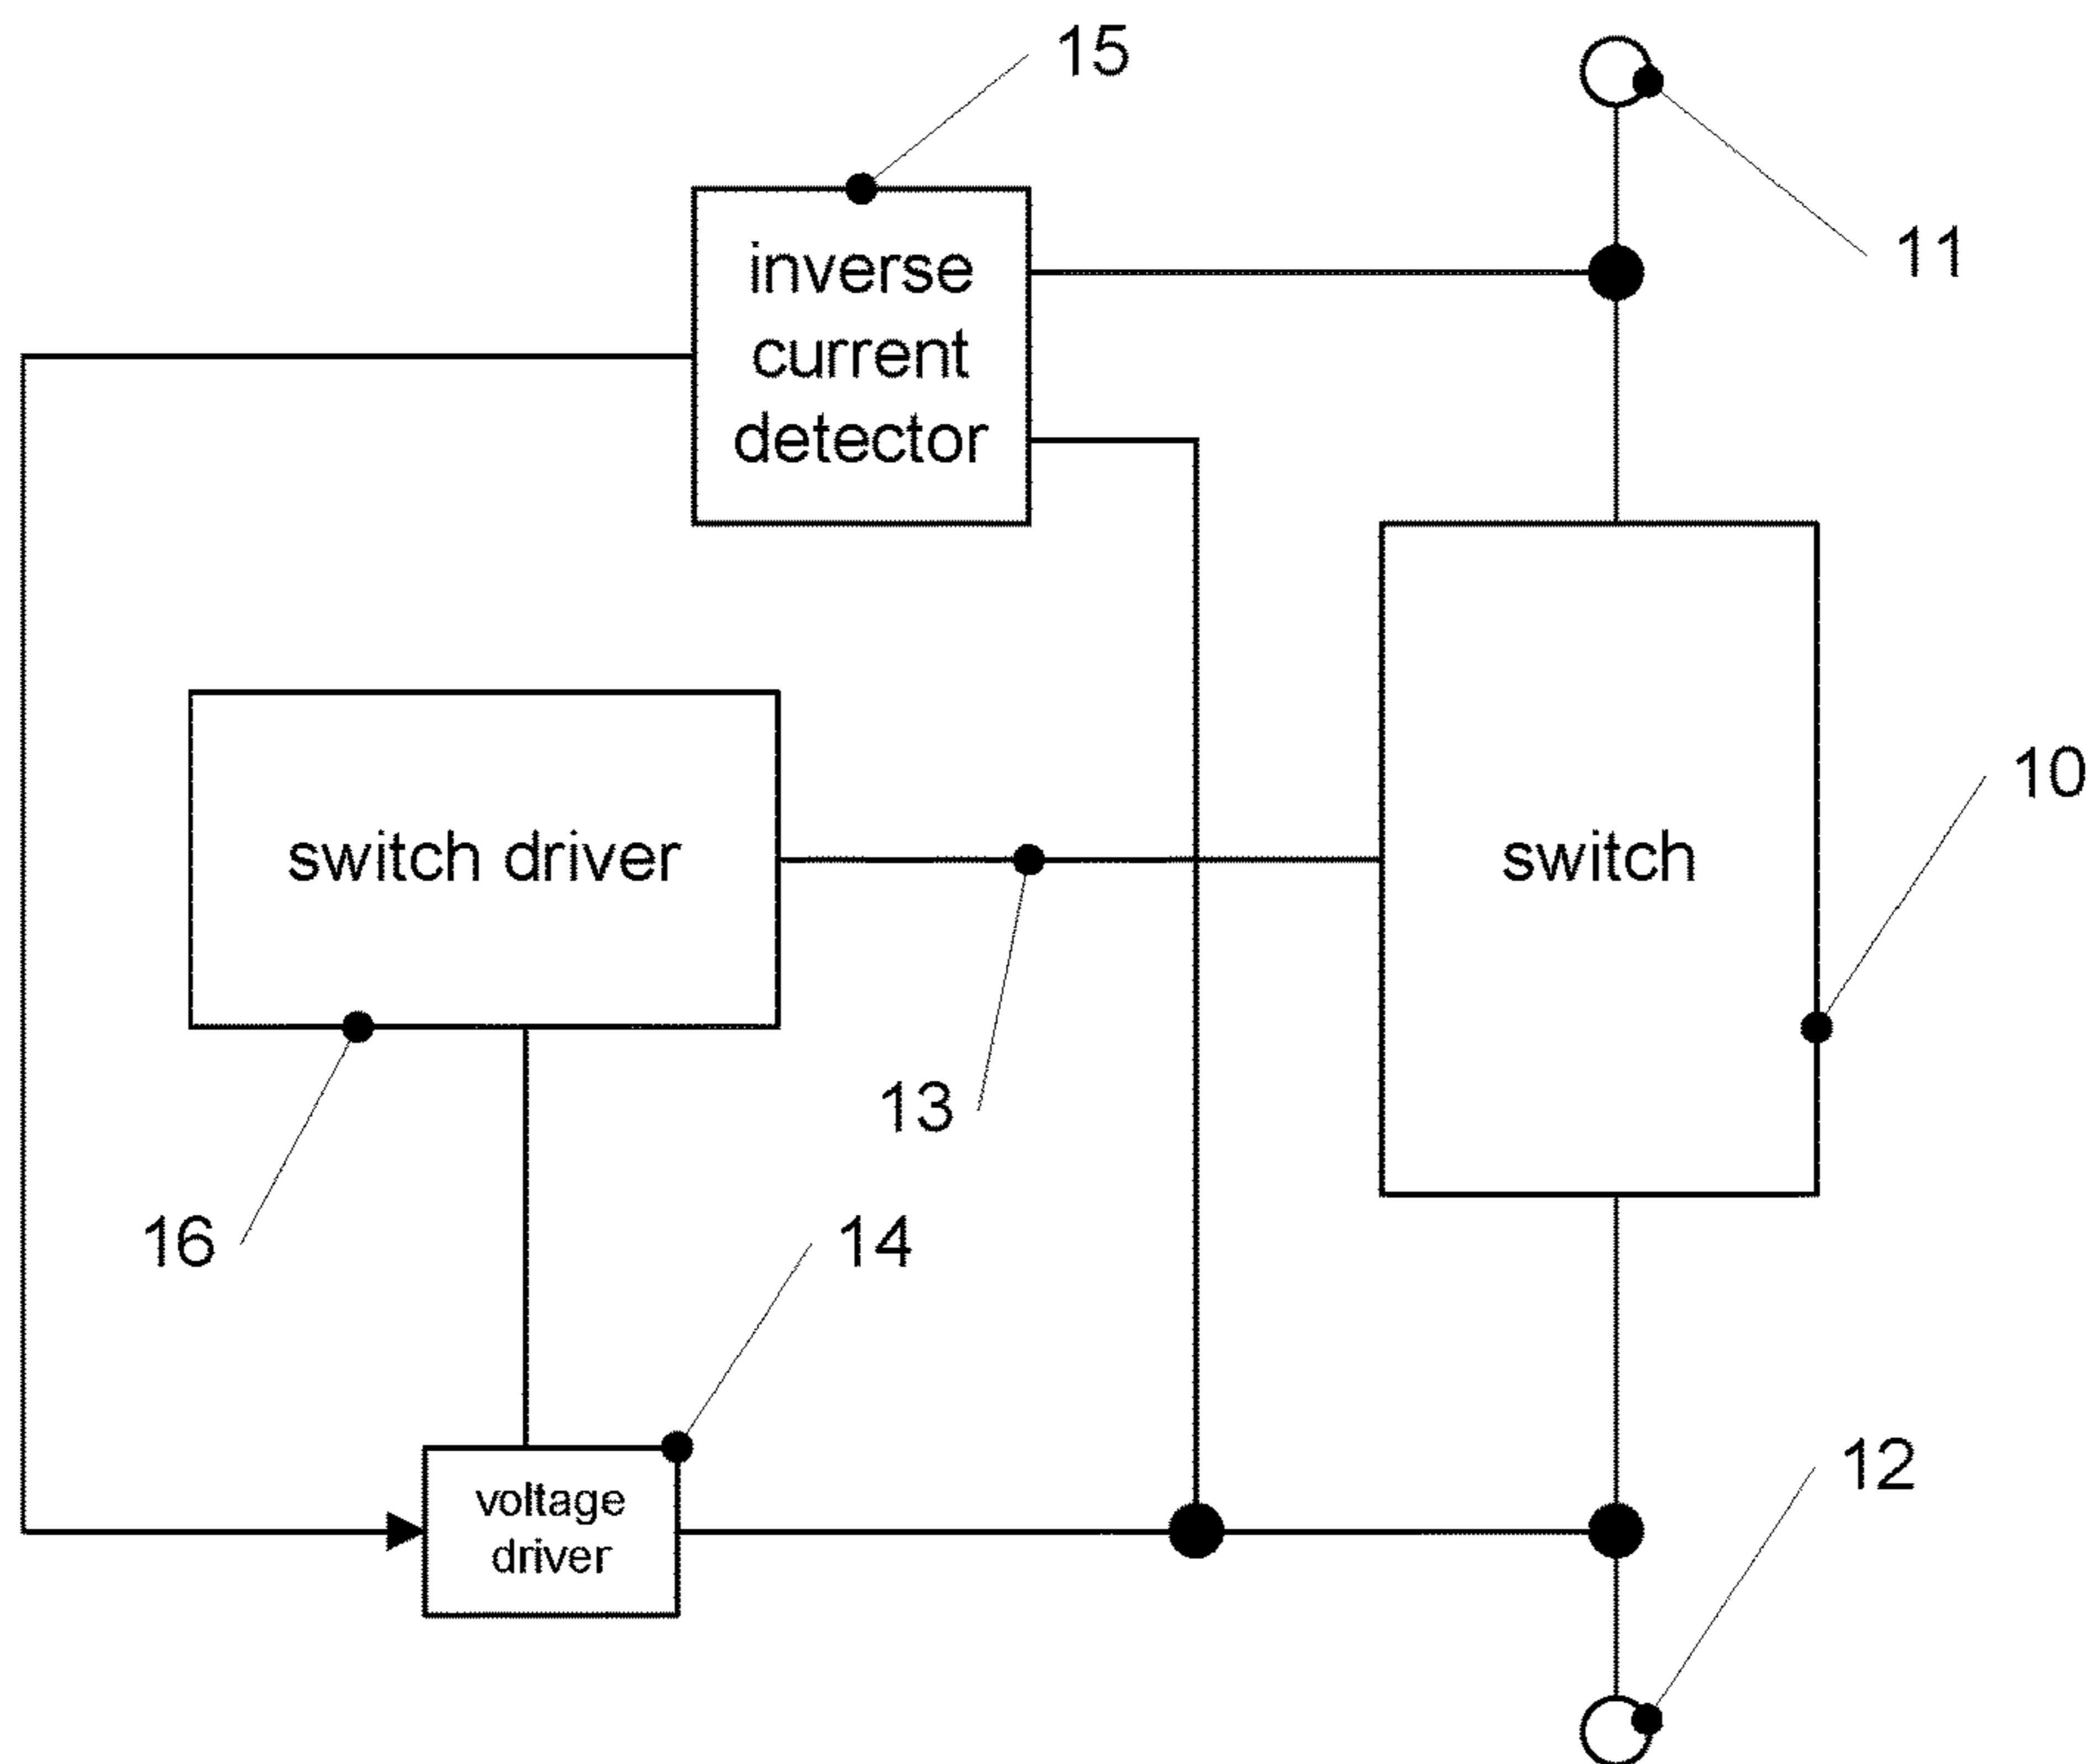 15
11
inverse
current
detector
10
switch driver
switch
13
16
14
12
voltage
driver